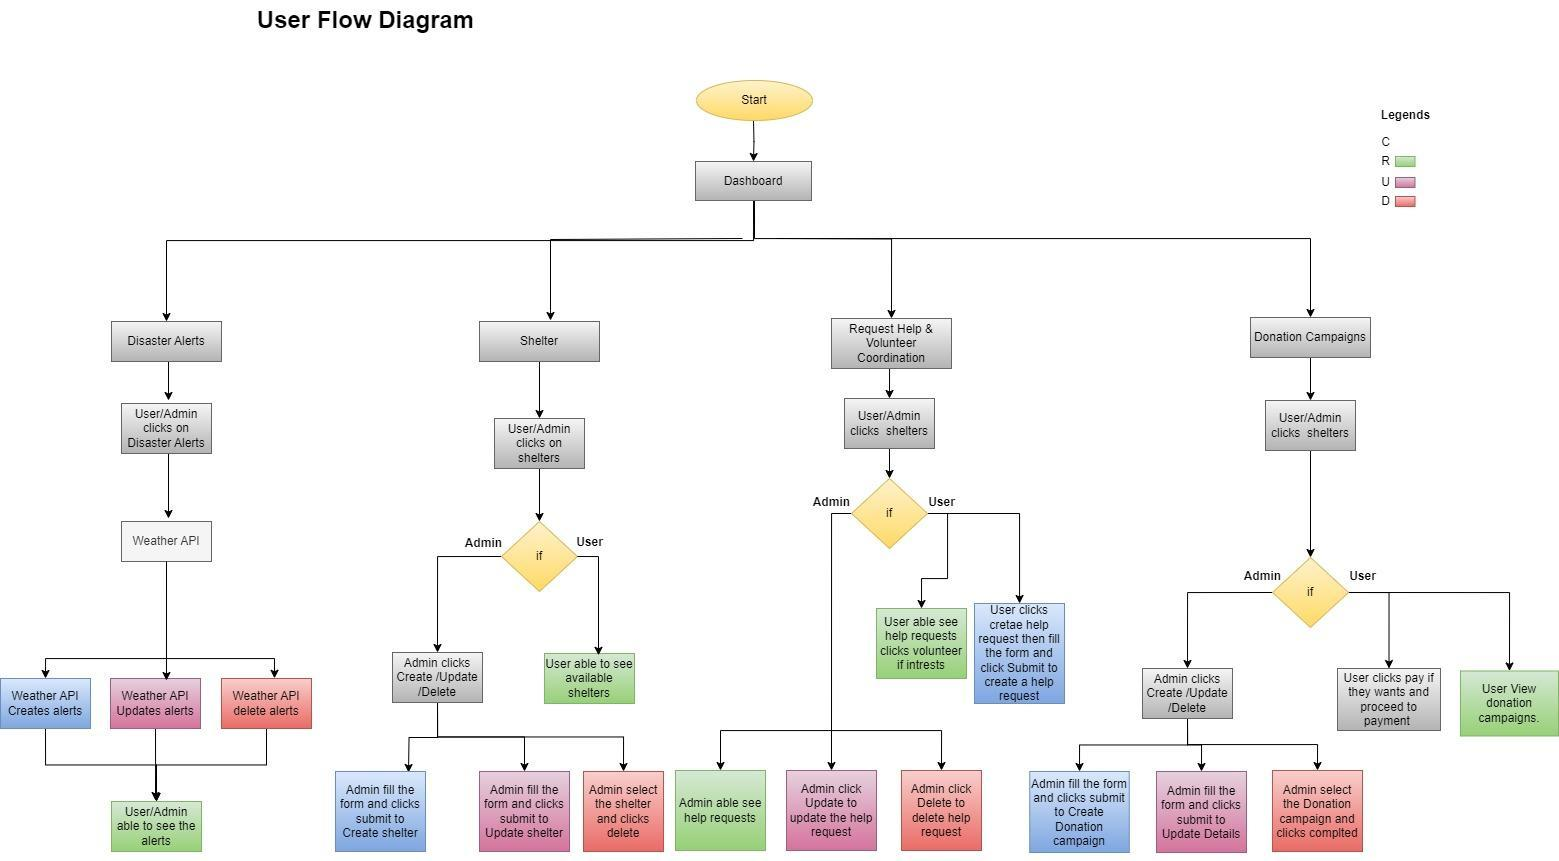 User Flow Diagram
Start
Legends
C
R
U
D
Dashboard
Disaster Alerts
Shelter
Request Help &
Volunteer
Coordination
Donation Campaigns
User/Admin
clicks on
Disaster Alerts
User/Admin
clicks on
shelters
User/Admin
clicks  shelters
User/Admin
clicks  shelters
Weather API
Admin
if
User
Admin
if
User
Admin
if
User
User able see
help requests
clicks volunteer
if intrests
User clicks
cretae help
request then fill
the form and
click Submit to
create a help
request
Admin clicks
Create /Update
/Delete
User able to see
available
shelters
Admin clicks
Create /Update
/Delete
User clicks pay if
they wants and
proceed to
payment
User View
donation
campaigns.
Weather API
Creates alerts
Weather API
Updates alerts
Weather API
delete alerts
User/Admin
able to see the
alerts
Admin fill the
form and clicks
submit to
Create shelter
Admin fill the
form and clicks
submit to
Update shelter
Admin select
the shelter
and clicks
delete
Admin able see
help requests
Admin click
Update to
update the help
request
Admin click
Delete to
delete help
request
Admin fill the form
and clicks submit
to Create
Donation
campaign
Admin fill the
form and clicks
submit to
Update Details
Admin select
the Donation
campaign and
clicks complted